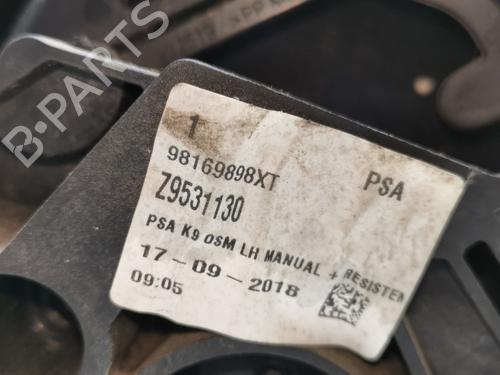 B-PARTS
1
98169898XT PSA
Z9531130
PSA K9 OSM LH MANUAL + RESISTEN
17-09-2018
09:05